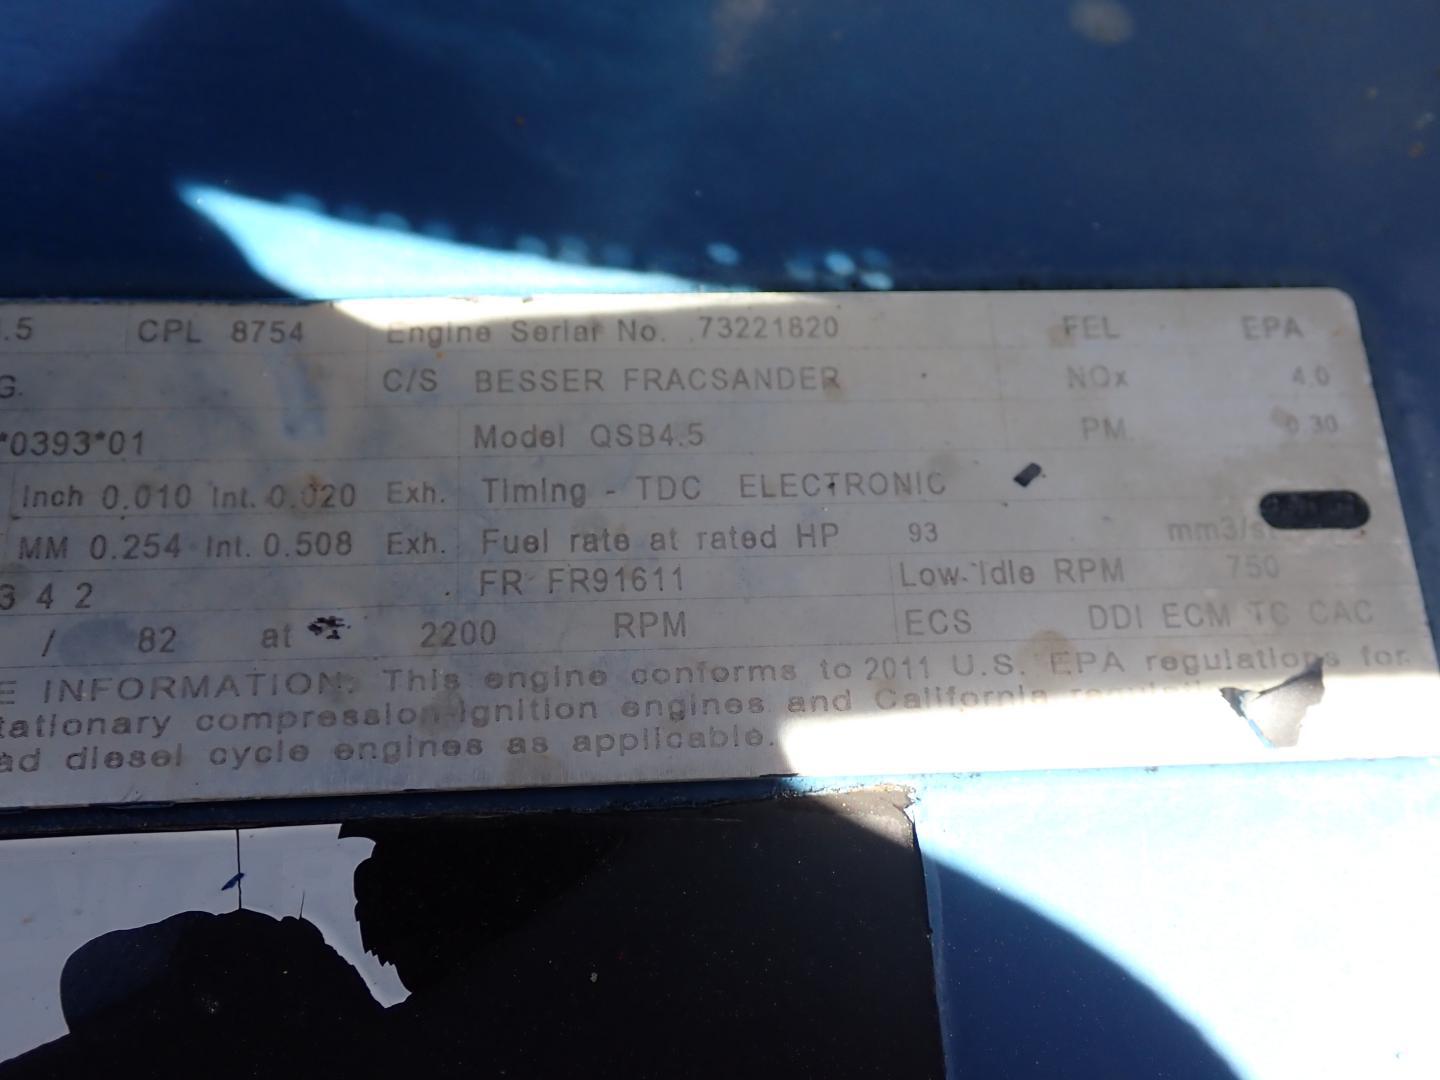 .5 CPL 8754 Engine Serial No. 73221820 FEL EPA
G. C/S BESSER FRACSANDER NOx 4.0
*0393*01 Model QSB4.5 PM 0.30
Inch 0.010 Int. 0.020 Exh. Timing - TDC ELECTRONIC
MM 0.254 Int. 0.508 Exh. Fuel rate at rated HP 93 mm3/st
3 4 2 FR FR91611 Low Idle RPM 750
/ 82 at 2200 RPM ECS DDI ECM TC CAC
E INFORMATION: This engine conforms to 2011 U.S. EPA regulations for
tationary compression-ignition engines and California
ad diesel cycle engines as applicable.